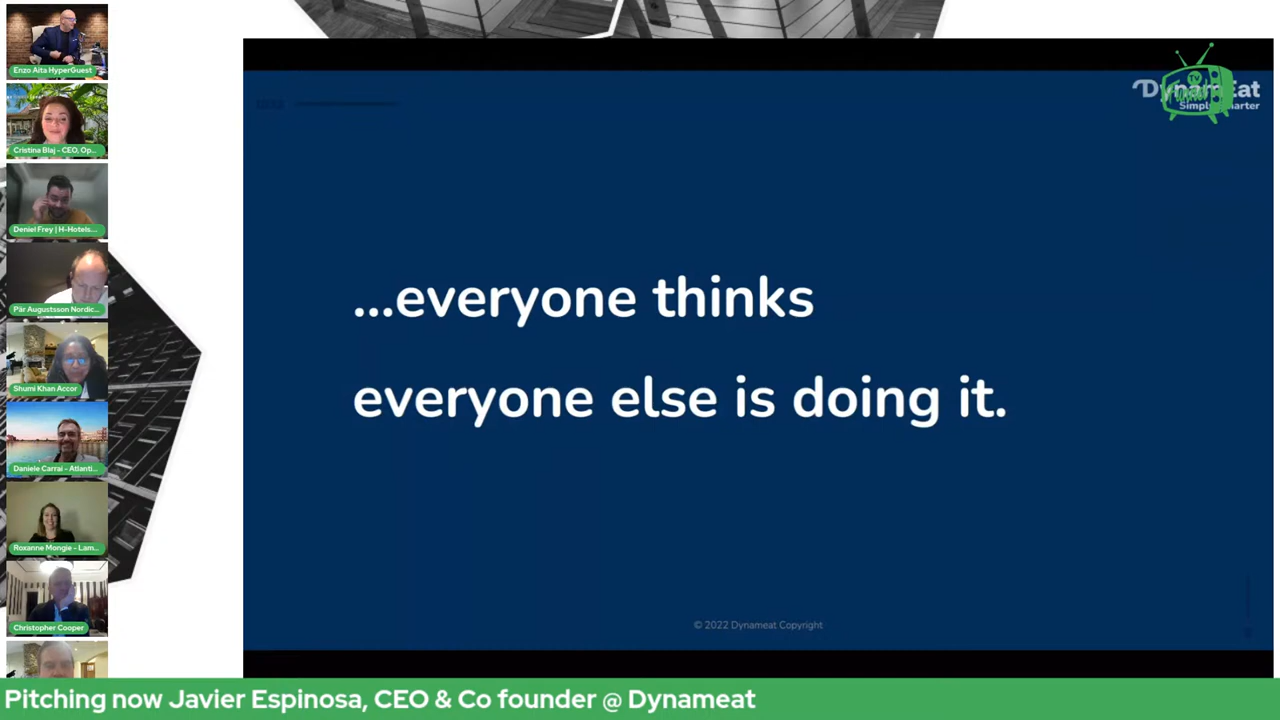 Enzo Aita HyperGuest
Cristina Blaj - CEO, Op...
Deniel Frey | H-Hotels....
Pär Augustsson Nordic...
Shumi Khan Accor
Daniele Carrai - Atlanti...
Roxanne Mongie - Lam...
Christopher Cooper
DynamEat
TV
...everyone thinks
everyone else is doing it.
© 2022 Dynameat Copyright
Pitching now Javier Espinosa, CEO & Co founder @ Dynameat